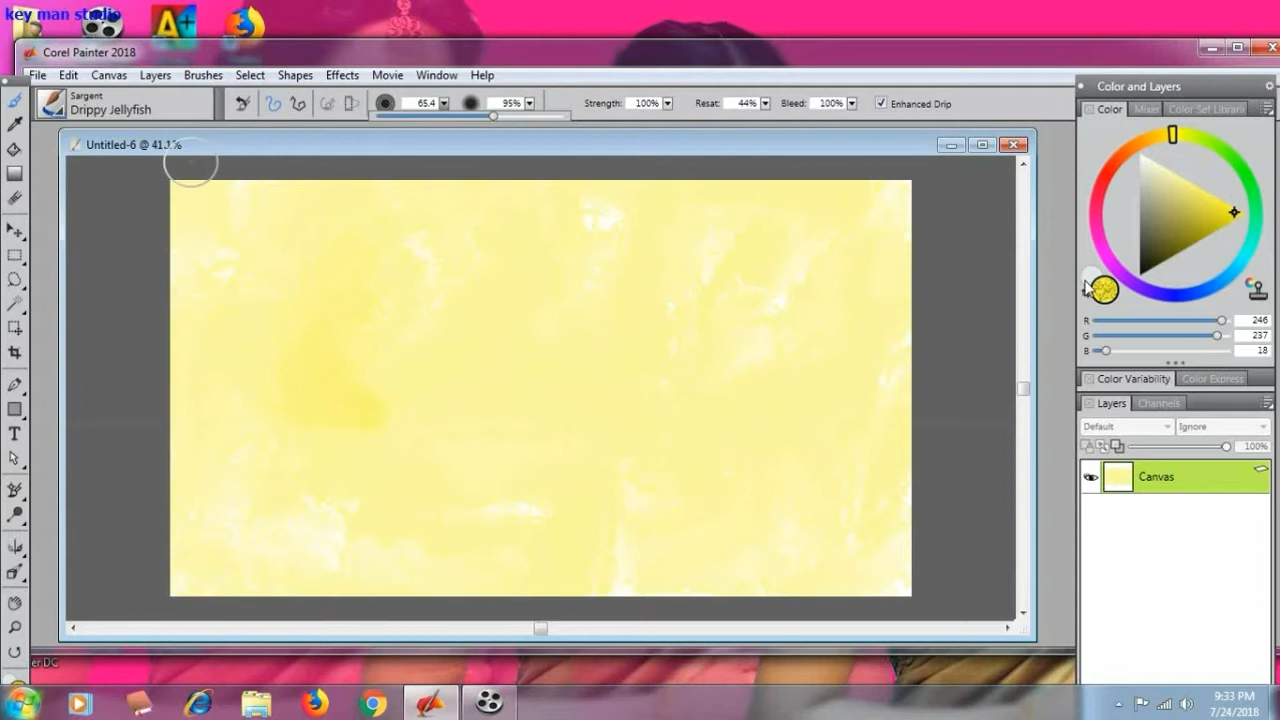 key man studio
Corel Painter 2018
File Edit Canvas Layers Brushes Select Shapes Effects Movie Window Help
Sargent
Drippy Jellyfish
65.4
95%
Strength: 100%
Resat: 44%
Bleed: 100%
Enhanced Drip
Untitled-6 @ 41.1%
Color and Layers
Color Mixer Color Set Librari
R 246
G 237
B 18
Color Variability Color Express
Layers Channels
Default Ignore
100%
Canvas
er DC
9:33 PM
7/24/2018